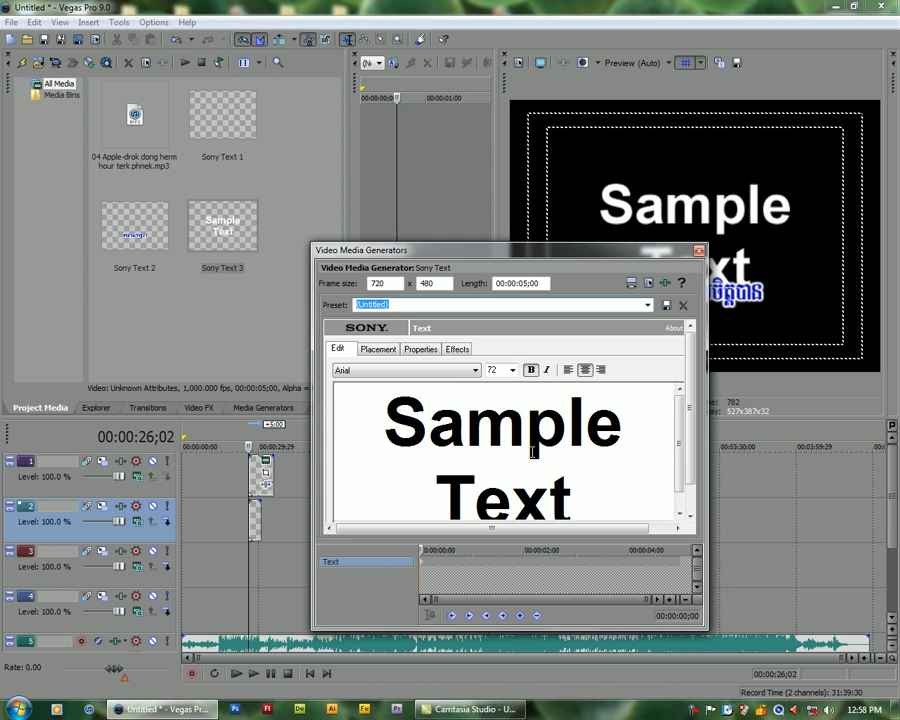 Untitled * - Vegas Pro 9.0
File Edit View Insert Tools Options Help
All Media
Media Bins
04 Apple-drok dong herm
hour terk phnek.mp3
Sony Text 1
Sample
Text
Sony Text 2
Sony Text 3
Video: Unknown Attributes, 1,000.000 fps, 00:00:05;00, Alpha =
Project Media Explorer Transitions Video FX Media Generators
00:00:01;00
Preview (Auto)
Sample
782
527x387x32
Video Media Generators
Video Media Generator: Sony Text
Frame size: 720 x 480 Length: 00:00:05;00
Preset: (Untitled)
SONY. Text About
Edit Placement Properties Effects
Arial 72 B I
Sample
Text
Text
00:00:00;00 00:00:02;00 00:00:04;00
00:00:00;00
+5:00
00:00:26;02
00:00:00;00 00:00:29;29 00:03:30;00 00:03:59;29
1
Level: 100.0 %
2
Level: 100.0 %
3
Level: 100.0 %
4
Level: 100.0 %
5
Rate: 0.00
00:00:26;02
Record Time (2 channels): 31:39:30
Untitled * - Vegas Pr...
Camtasia Studio - U...
12:58 PM